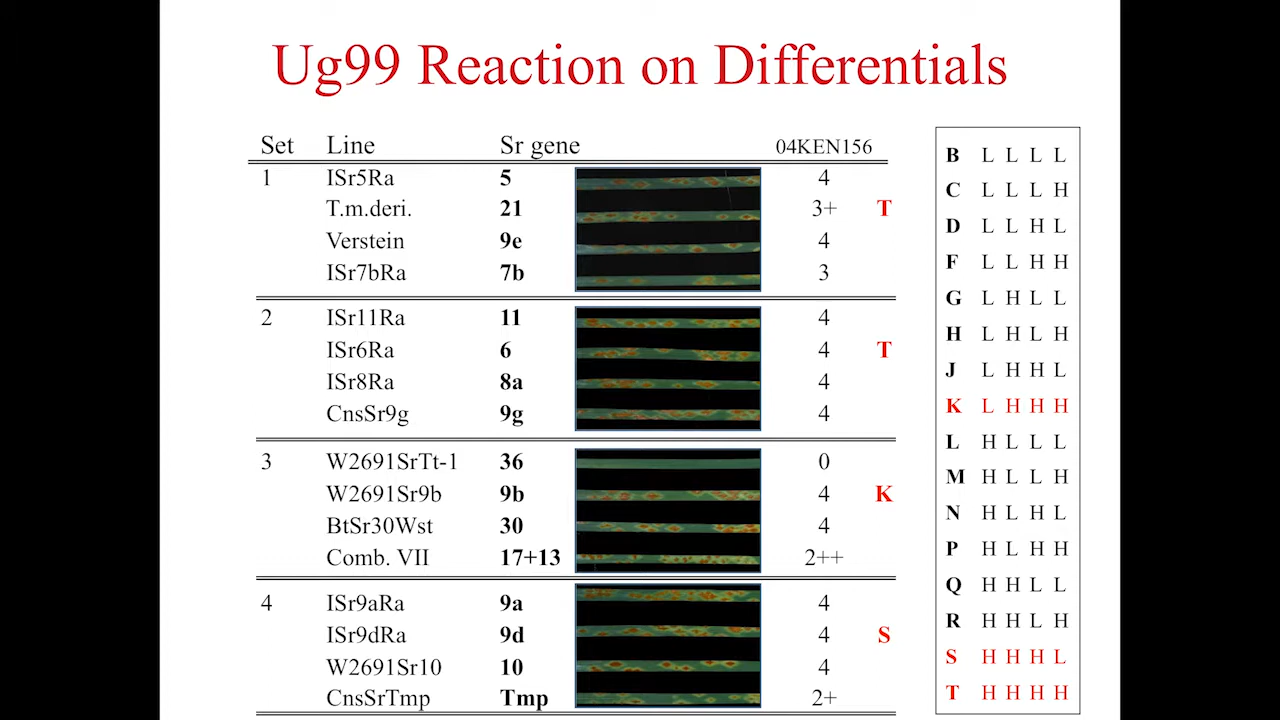 Ug99 Reaction on Differentials
Set Line Sr gene 04KEN156
1 ISr5Ra 5 4
T.m.deri. 21 3+ T
Verstein 9e 4
ISr7bRa 7b 3
2 ISr11Ra 11 4
ISr6Ra 6 4 T
ISr8Ra 8a 4
CnsSr9g 9g 4
3 W2691SrTt-1 36 0
W2691Sr9b 9b 4 K
BtSr30Wst 30 4
Comb. VII 17+13 2++
4 ISr9aRa 9a 4
ISr9dRa 9d 4 S
W2691Sr10 10 4
CnsSrTmp Tmp 2+
B L L L L
C L L L H
D L L H L
F L L H H
G L H L L
H L H L H
J L H H L
K L H H H
L H L L L
M H L L H
N H L H L
P H L H H
Q H H L L
R H H L H
S H H H L
T H H H H